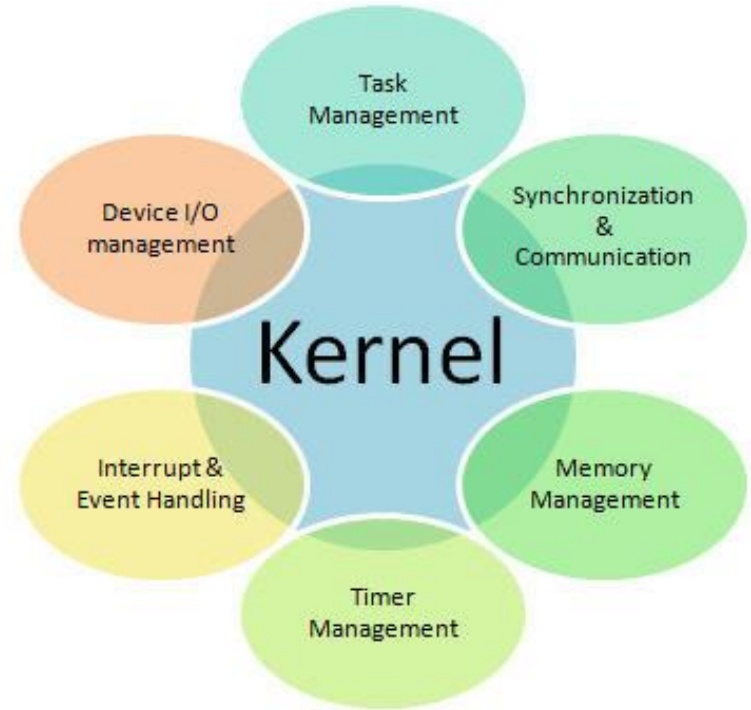 Task
Management
Synchronization
&
Communication
Memory
Management
Timer
Management
Interrupt &
Event Handling
Device I/O
management
Kernel